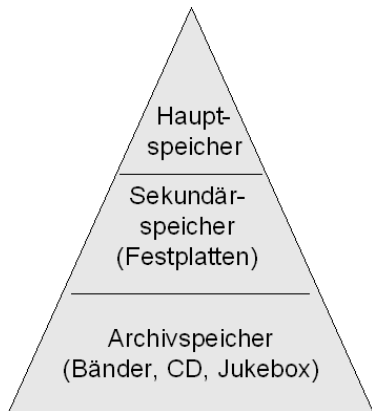 Haupt-
speicher
Sekundär-
speicher
(Festplatten)
Archivspeicher
(Bänder, CD, Jukebox)